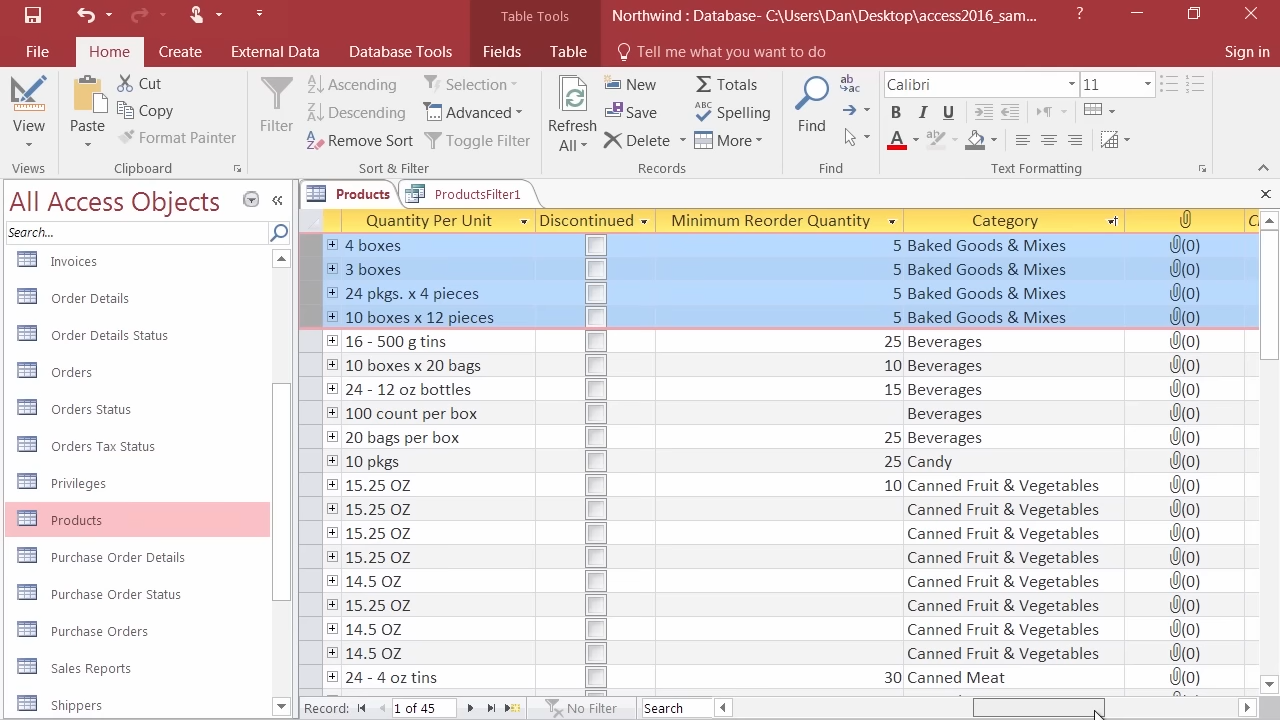 Table Tools
Northwind : Database- C:\Users\Dan\Desktop\access2016_sam...
?
File Home Create External Data Database Tools Fields Table Tell me what you want to do Sign in
View
Views
Paste
Cut
Copy
Format Painter
Clipboard
Filter
Ascending
Descending
Remove Sort
Selection
Advanced
Toggle Filter
Sort & Filter
Refresh
All
New
Save
Delete
Totals
Spelling
More
Records
Find
Find
Calibri 11
B I U
Text Formatting
All Access Objects
Search...
Invoices
Order Details
Order Details Status
Orders
Orders Status
Orders Tax Status
Privileges
Products
Purchase Order Details
Purchase Order Status
Purchase Orders
Sales Reports
Shippers
Products ProductsFilter1
Quantity Per Unit Discontinued Minimum Reorder Quantity Category
4 boxes 5 Baked Goods & Mixes (0)
3 boxes 5 Baked Goods & Mixes (0)
24 pkgs. x 4 pieces 5 Baked Goods & Mixes (0)
10 boxes x 12 pieces 5 Baked Goods & Mixes (0)
16 - 500 g tins 25 Beverages (0)
10 boxes x 20 bags 10 Beverages (0)
24 - 12 oz bottles 15 Beverages (0)
100 count per box Beverages (0)
20 bags per box 25 Beverages (0)
10 pkgs 25 Candy (0)
15.25 OZ 10 Canned Fruit & Vegetables (0)
15.25 OZ Canned Fruit & Vegetables (0)
15.25 OZ Canned Fruit & Vegetables (0)
15.25 OZ Canned Fruit & Vegetables (0)
14.5 OZ Canned Fruit & Vegetables (0)
15.25 OZ Canned Fruit & Vegetables (0)
14.5 OZ Canned Fruit & Vegetables (0)
14.5 OZ Canned Fruit & Vegetables (0)
24 - 4 oz tins 30 Canned Meat (0)
Record: 1 of 45 No Filter Search